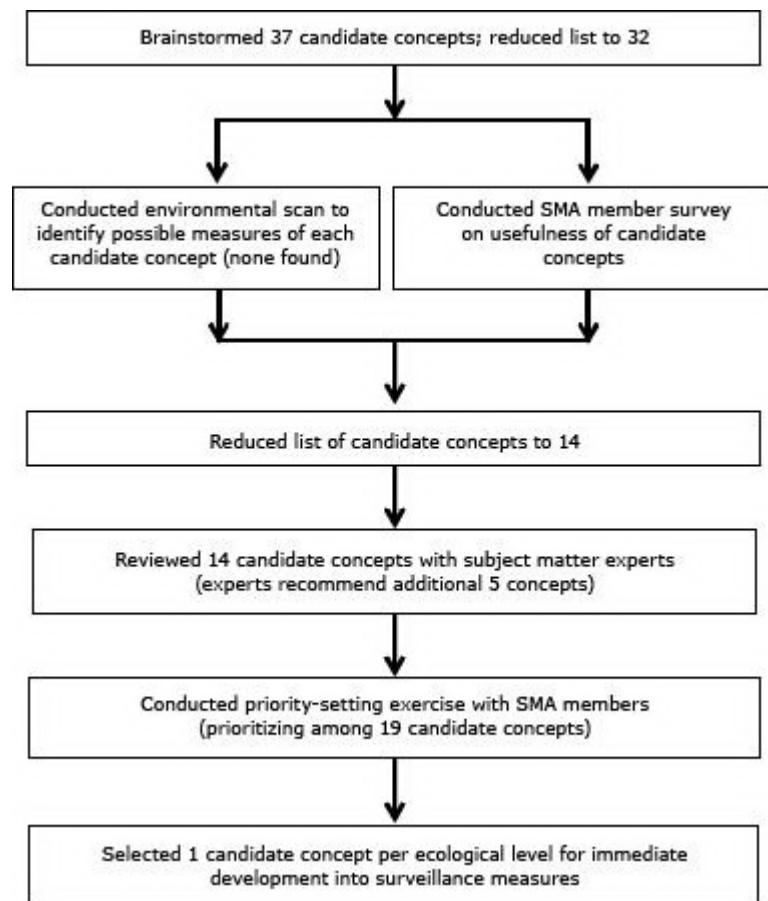 Brainstormed 37 candidate concepts; reduced list to 32
Conducted environmental scan to
identify possible measures of each
candidate concept (none found)
Conducted SMA member survey
on usefulness of candidate
concepts
Reduced list of candidate concepts to 14
Reviewed 14 candidate concepts with subject matter experts
(experts recommend additional 5 concepts)
Conducted priority-setting exercise with SMA members
(prioritizing among 19 candidate concepts)
Selected 1 candidate concept per ecological level for immediate
development into surveillance measures